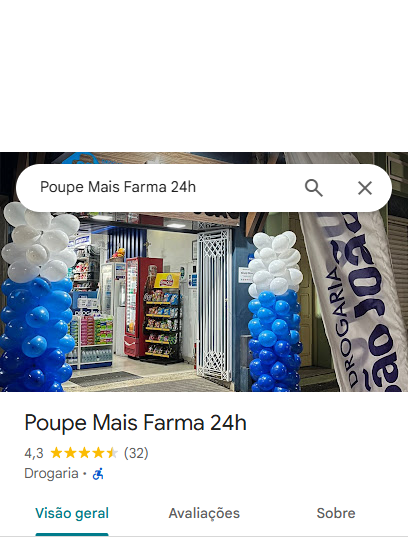 Poupe Mais Farma 24h
DROGARIA
São João
Poupe Mais Farma 24h
4,3 (32)
Drogaria ·
Visão geral
Avaliações
Sobre